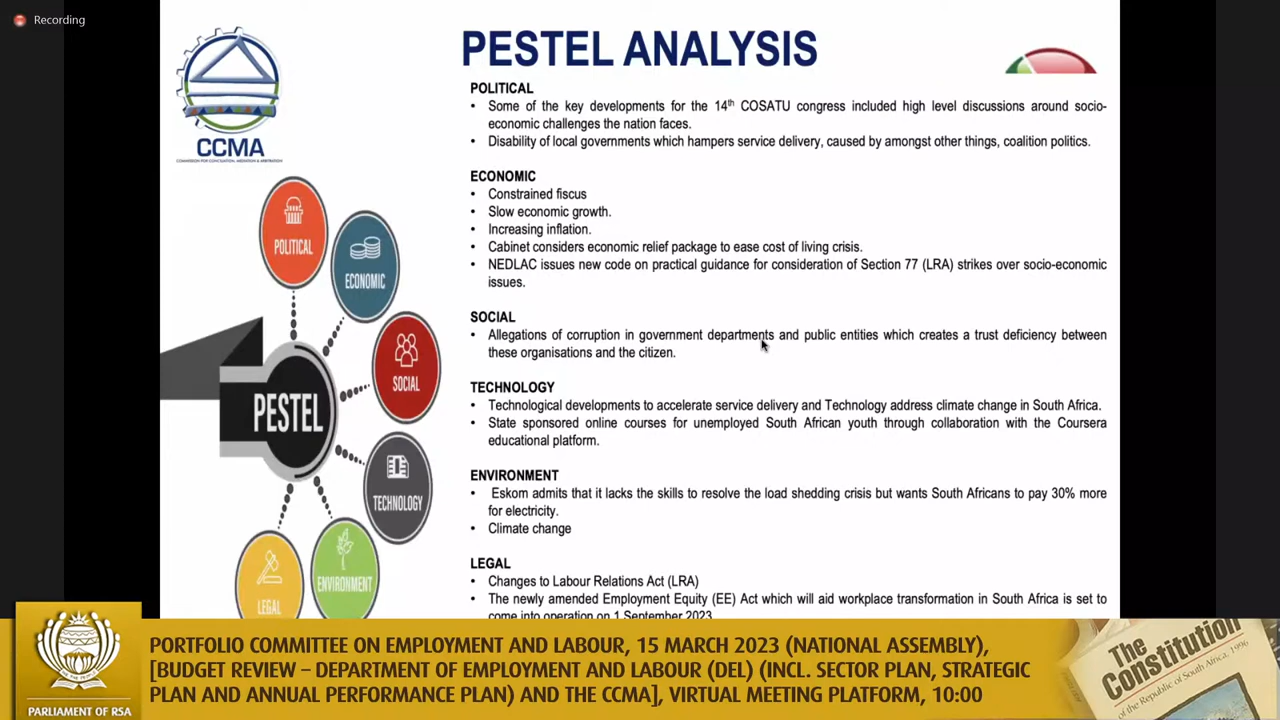 Recording
CCMA
COMMISSION FOR CONCILIATION, MEDIATION & ARBITRATION
PESTEL ANALYSIS
POLITICAL
• Some of the key developments for the 14th COSATU congress included high level discussions around socio-
economic challenges the nation faces.
• Disability of local governments which hampers service delivery, caused by amongst other things, coalition politics.
ECONOMIC
• Constrained fiscus
• Slow economic growth.
• Increasing inflation.
• Cabinet considers economic relief package to ease cost of living crisis.
• NEDLAC issues new code on practical guidance for consideration of Section 77 (LRA) strikes over socio-economic
issues.
SOCIAL
• Allegations of corruption in government departments and public entities which creates a trust deficiency between
these organisations and the citizen.
TECHNOLOGY
• Technological developments to accelerate service delivery and Technology address climate change in South Africa.
• State sponsored online courses for unemployed South African youth through collaboration with the Coursera
educational platform.
ENVIRONMENT
• Eskom admits that it lacks the skills to resolve the load shedding crisis but wants South Africans to pay 30% more
for electricity.
• Climate change
LEGAL
• Changes to Labour Relations Act (LRA)
• The newly amended Employment Equity (EE) Act which will aid workplace transformation in South Africa is set to
come into operation on 1 September 2023
POLITICAL
ECONOMIC
SOCIAL
PESTEL
TECHNOLOGY
ENVIRONMENT
LEGAL
PARLIAMENT OF RSA
PORTFOLIO COMMITTEE ON EMPLOYMENT AND LABOUR, 15 MARCH 2023 (NATIONAL ASSEMBLY),
[BUDGET REVIEW – DEPARTMENT OF EMPLOYMENT AND LABOUR (DEL) (INCL. SECTOR PLAN, STRATEGIC
PLAN AND ANNUAL PERFORMANCE PLAN) AND THE CCMA], VIRTUAL MEETING PLATFORM, 10:00
The
Constitution
of the Republic of South Africa, 1996